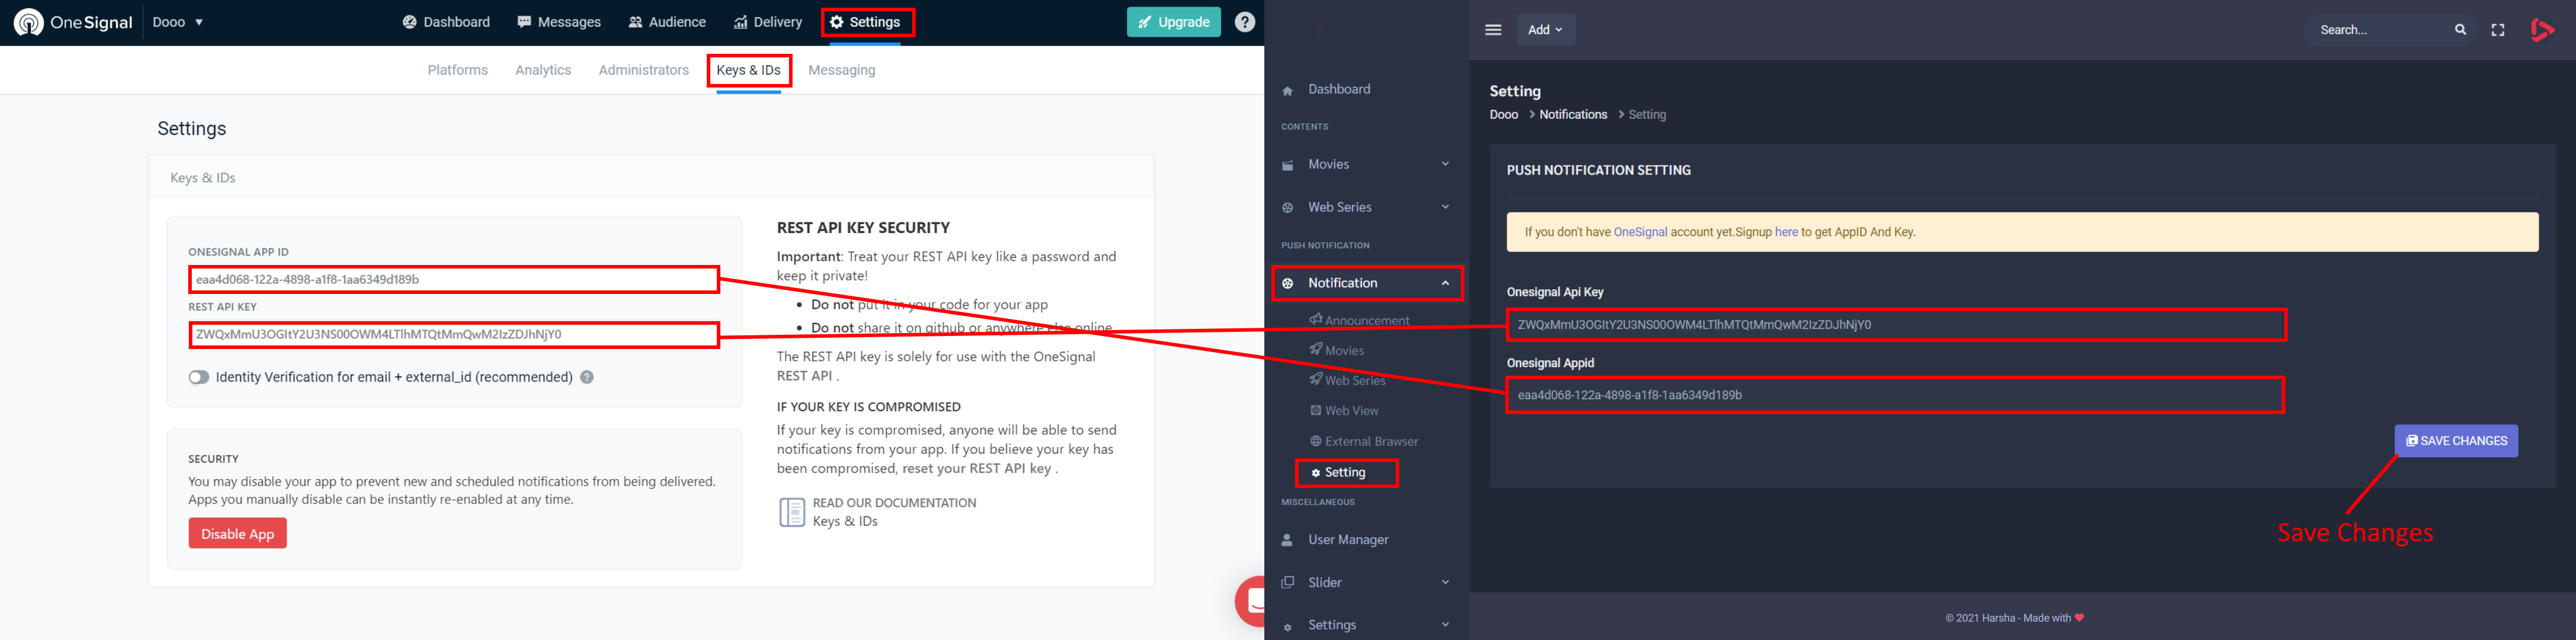 OneSignal Dooo
Dashboard Messages Audience Delivery Settings
Upgrade ?
Platforms Analytics Administrators Keys & IDs Messaging
Settings
Keys & IDs
ONESIGNAL APP ID
eaa4d068-122a-4898-a1f8-1aa6349d189b
REST API KEY
ZWQxMmU3OGItY2U3NS00OWM4LTlhMTQtMmQwM2IzZDJhNjY0
Identity Verification for email + external_id (recommended) ?
SECURITY
You may disable your app to prevent new and scheduled notifications from being delivered.
Apps you manually disable can be instantly re-enabled at any time.
Disable App
REST API KEY SECURITY
Important: Treat your REST API key like a password and
keep it private!
• Do not put it in your code for your app
• Do not share it on github or anywhere else online
The REST API key is solely for use with the OneSignal
REST API .
IF YOUR KEY IS COMPROMISED
If your key is compromised, anyone will be able to send
notifications from your app. If you believe your key has
been compromised, reset your REST API key .
READ OUR DOCUMENTATION
Keys & IDs
Dashboard
CONTENTS
Movies
Web Series
PUSH NOTIFICATION
Notification
Announcement
Movies
Web Series
Web View
External Browser
Setting
MISCELLANEOUS
User Manager
Slider
Settings
Add
Search...
Setting
Dooo > Notifications > Setting
PUSH NOTIFICATION SETTING
If you don't have OneSignal account yet.Signup here to get AppID And Key.
Onesignal Api Key
ZWQxMmU3OGItY2U3NS00OWM4LTlhMTQtMmQwM2IzZDJhNjY0
Onesignal Appid
eaa4d068-122a-4898-a1f8-1aa6349d189b
SAVE CHANGES
Save Changes
© 2021 Harsha - Made with ❤